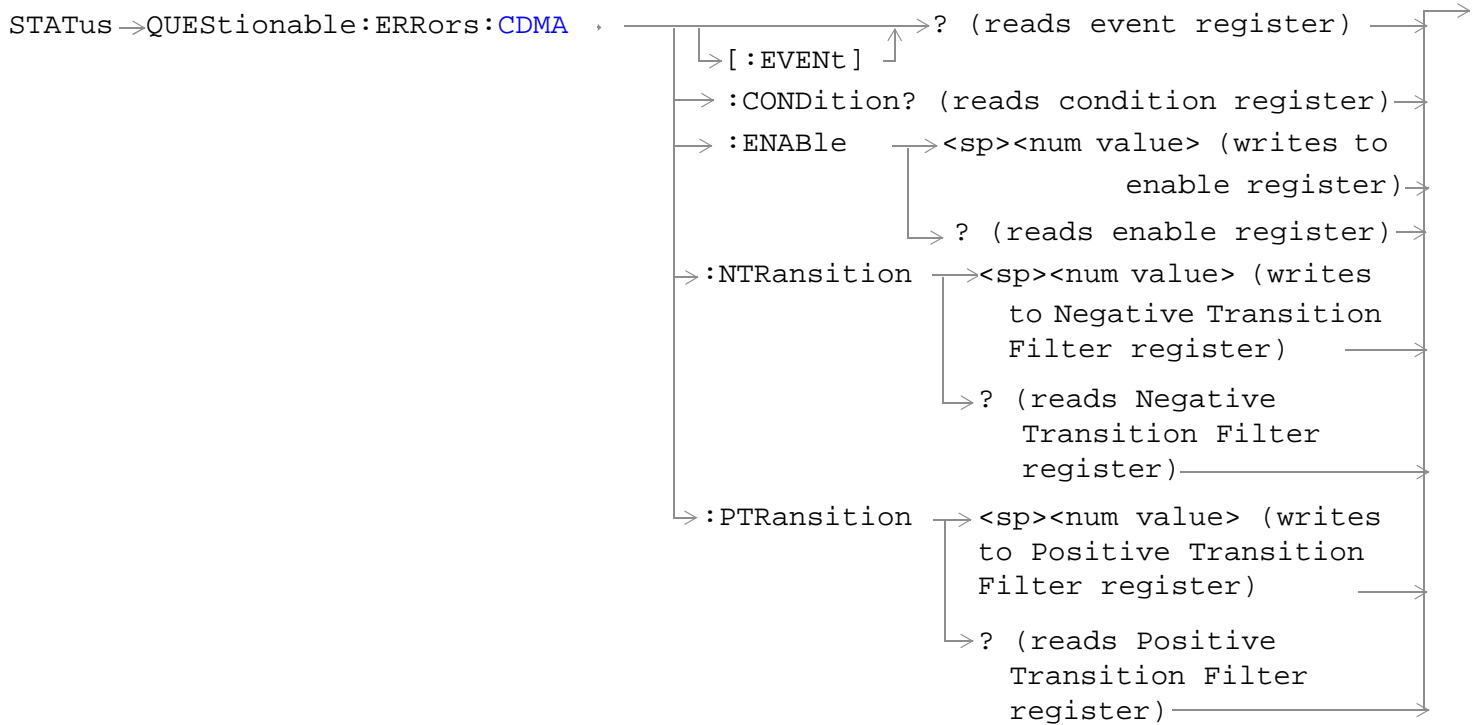 STATus QUEStionable:ERRors:CDMA ? (reads event register)
[:EVENt]
:CONDition? (reads condition register)
:ENABle <sp><num value> (writes to
enable register)
? (reads enable register)
:NTRansition <sp><num value> (writes
to Negative Transition
Filter register)
? (reads Negative
Transition Filter
register)
:PTRansition <sp><num value> (writes
to Positive Transition
Filter register)
? (reads Positive
Transition Filter
register)